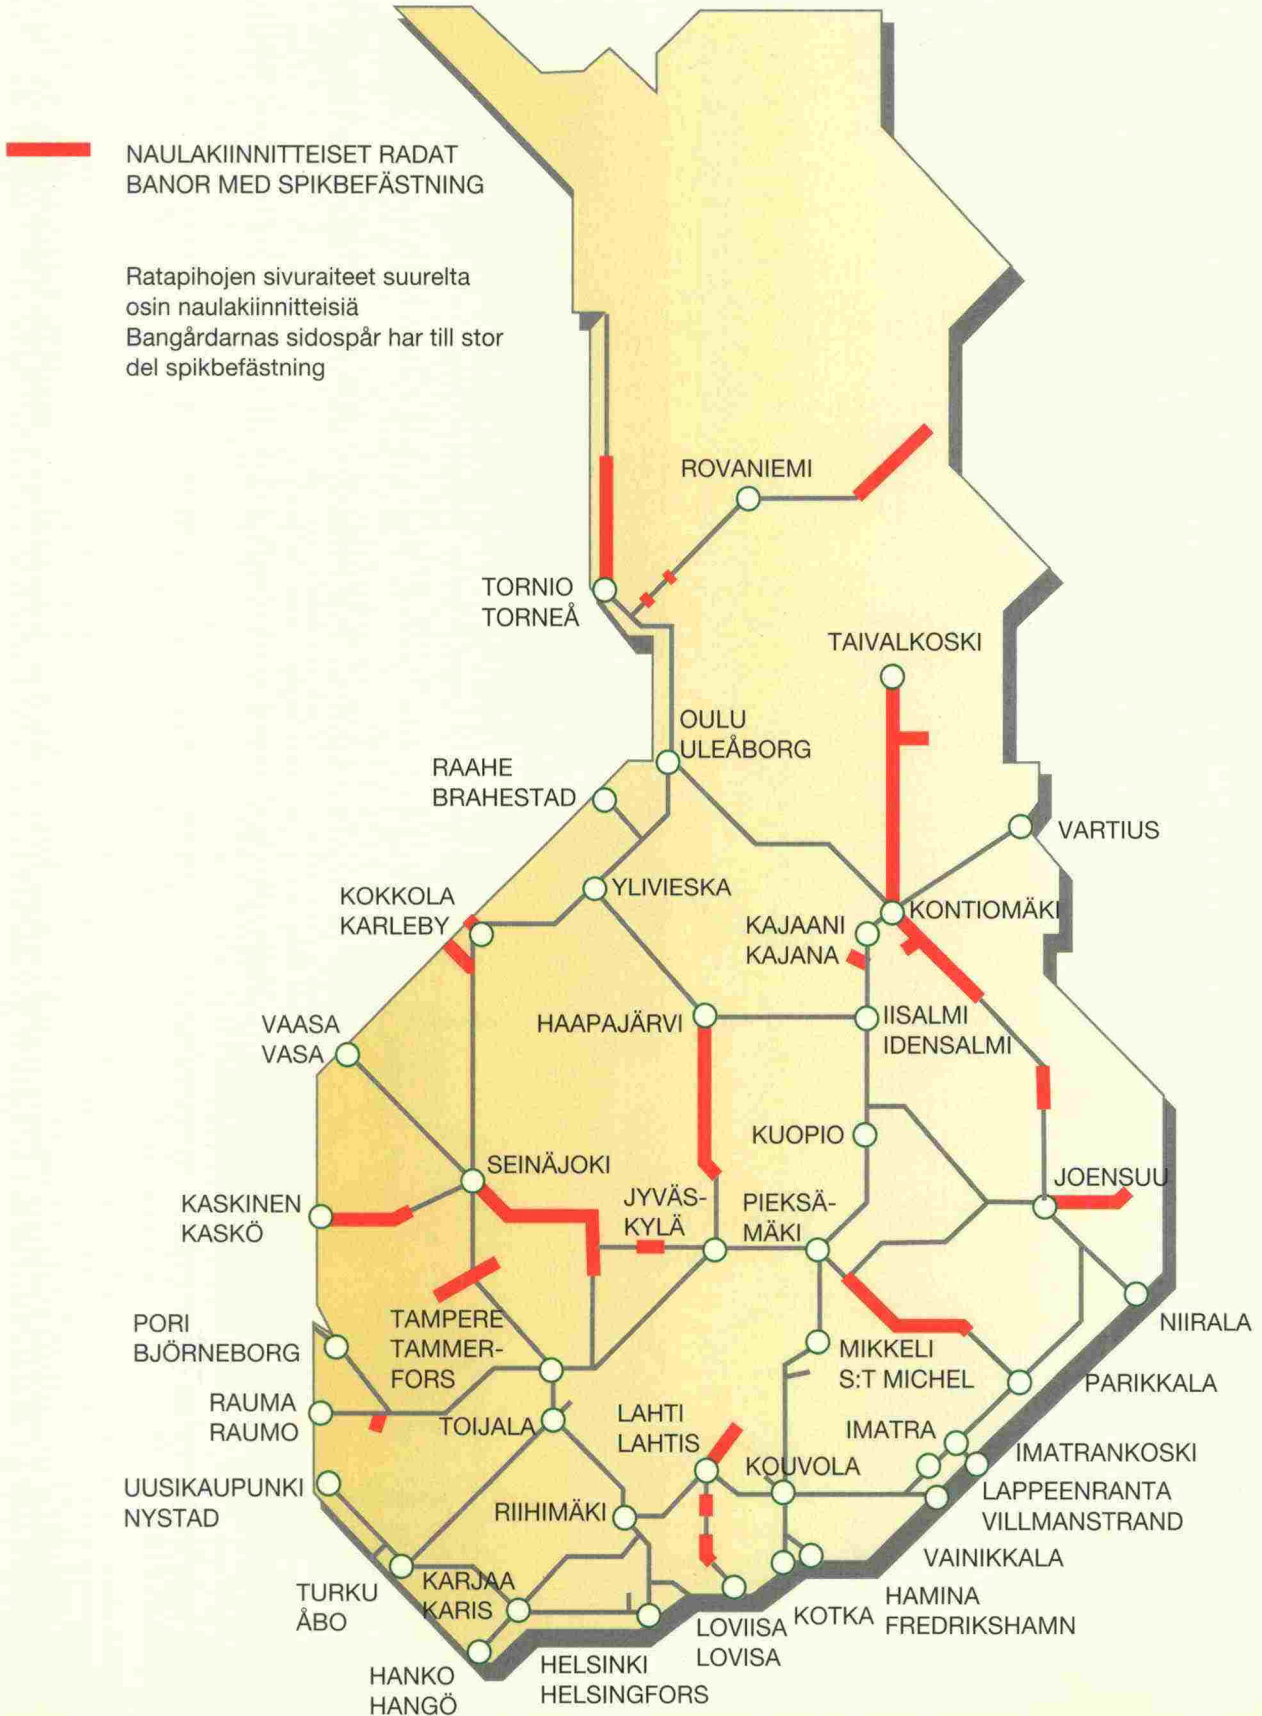 NAULAKIINNITTEISET RADAT
BANOR MED SPIKBEFÄSTNING
Ratapihojen sivuraiteet suurelta
osin naulakiinnitteisiä
Bangårdarnas sidospår har till stor
del spikbefästning
ROVANIEMI
TORNIO
TORNEÅ
TAIVALKOSKI
OULU
ULEÅBORG
RAAHE
BRAHESTAD
VARTIUS
YLIVIESKA
KOKKOLA
KARLEBY
KONTIOMÄKI
KAJAANI
KAJANA
VAASA
VASA
HAAPAJÄRVI
IISALMI
IDENSALMI
KUOPIO
SEINÄJOKI
JOENSUU
KASKINEN
KASKÖ
JYVÄS-
KYLÄ
PIEKSÄ-
MÄKI
PORI
BJÖRNEBORG
TAMPERE
TAMMER-
FORS
NIIRALA
MIKKELI
S:T MICHEL
PARIKKALA
RAUMA
RAUMO
TOIJALA
LAHTI
LAHTIS
IMATRA
IMATRANKOSKI
KOUVOLA
UUSIKAUPUNKI
NYSTAD
RIIHIMÄKI
LAPPEENRANTA
VILLMANSTRAND
VAINIKKALA
TURKU
ÅBO
KARJAA
KARIS
HAMINA
FREDRIKSHAMN
KOTKA
LOVIISA
LOVISA
HELSINKI
HELSINGFORS
HANKO
HANGÖ